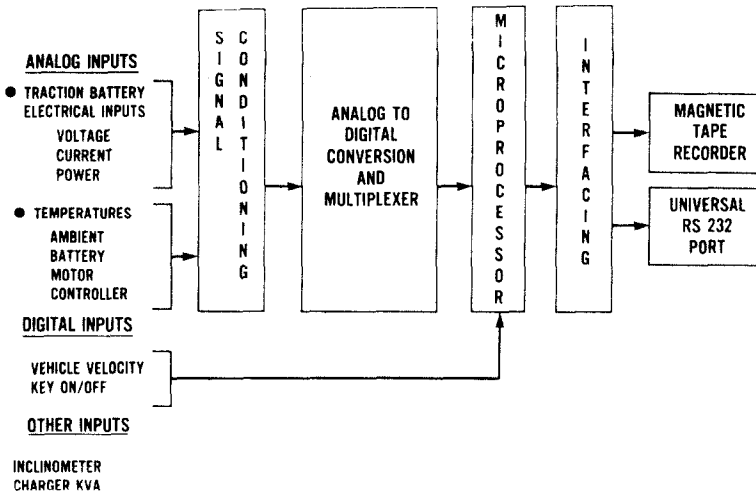 ANALOG INPUTS
● TRACTION BATTERY
ELECTRICAL INPUTS
VOLTAGE
CURRENT
POWER
● TEMPERATURES
AMBIENT
BATTERY
MOTOR
CONTROLLER
DIGITAL INPUTS
VEHICLE VELOCITY
KEY ON/OFF
OTHER INPUTS
INCLINOMETER
CHARGER KVA
SIGNAL
CONDITIONING
ANALOG TO
DIGITAL
CONVERSION
AND
MULTIPLEXER
MICROPROCESSOR
INTERFACING
MAGNETIC
TAPE
RECORDER
UNIVERSAL
RS 232
PORT